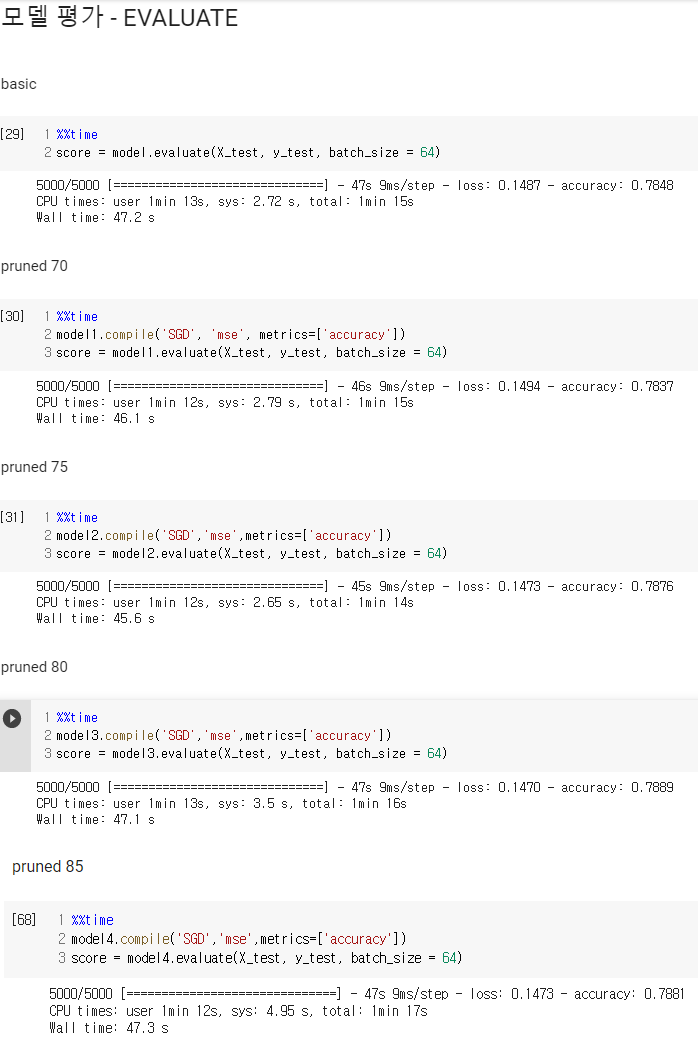 모델 평가 - EVALUATE
basic
[29] 1 %%time
2 score = model.evaluate(X_test, y_test, batch_size = 64)
5000/5000 [==============================] - 47s 9ms/step - loss: 0.1487 - accuracy: 0.7848
CPU times: user 1min 13s, sys: 2.72 s, total: 1min 15s
Wall time: 47.2 s
pruned 70
[30] 1 %%time
2 model1.compile('SGD', 'mse', metrics=['accuracy'])
3 score = model1.evaluate(X_test, y_test, batch_size = 64)
5000/5000 [==============================] - 46s 9ms/step - loss: 0.1494 - accuracy: 0.7837
CPU times: user 1min 12s, sys: 2.79 s, total: 1min 15s
Wall time: 46.1 s
pruned 75
[31] 1 %%time
2 model2.compile('SGD','mse',metrics=['accuracy'])
3 score = model2.evaluate(X_test, y_test, batch_size = 64)
5000/5000 [==============================] - 45s 9ms/step - loss: 0.1473 - accuracy: 0.7876
CPU times: user 1min 12s, sys: 2.65 s, total: 1min 14s
Wall time: 45.6 s
pruned 80
1 %%time
2 model3.compile('SGD','mse',metrics=['accuracy'])
3 score = model3.evaluate(X_test, y_test, batch_size = 64)
5000/5000 [==============================] - 47s 9ms/step - loss: 0.1470 - accuracy: 0.7889
CPU times: user 1min 13s, sys: 3.5 s, total: 1min 16s
Wall time: 47.1 s
pruned 85
[68] 1 %%time
2 model4.compile('SGD','mse',metrics=['accuracy'])
3 score = model4.evaluate(X_test, y_test, batch_size = 64)
5000/5000 [==============================] - 47s 9ms/step - loss: 0.1473 - accuracy: 0.7881
CPU times: user 1min 12s, sys: 4.95 s, total: 1min 17s
Wall time: 47.3 s